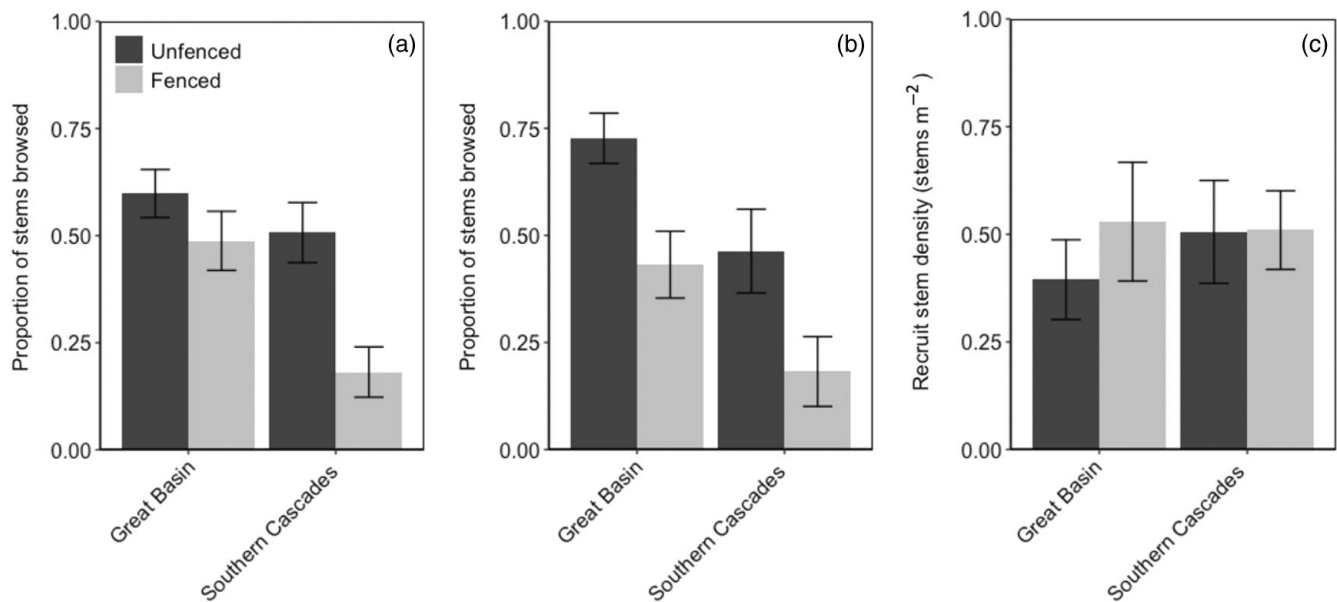 (a)
Unfenced
Fenced
Proportion of stems browsed
1.00
0.75
0.50
0.25
0.00
Great Basin
Southern Cascades
(b)
Proportion of stems browsed
1.00
0.75
0.50
0.25
0.00
Great Basin
Southern Cascades
(c)
Recruit stem density (stems m⁻²)
1.00
0.75
0.50
0.25
0.00
Great Basin
Southern Cascades